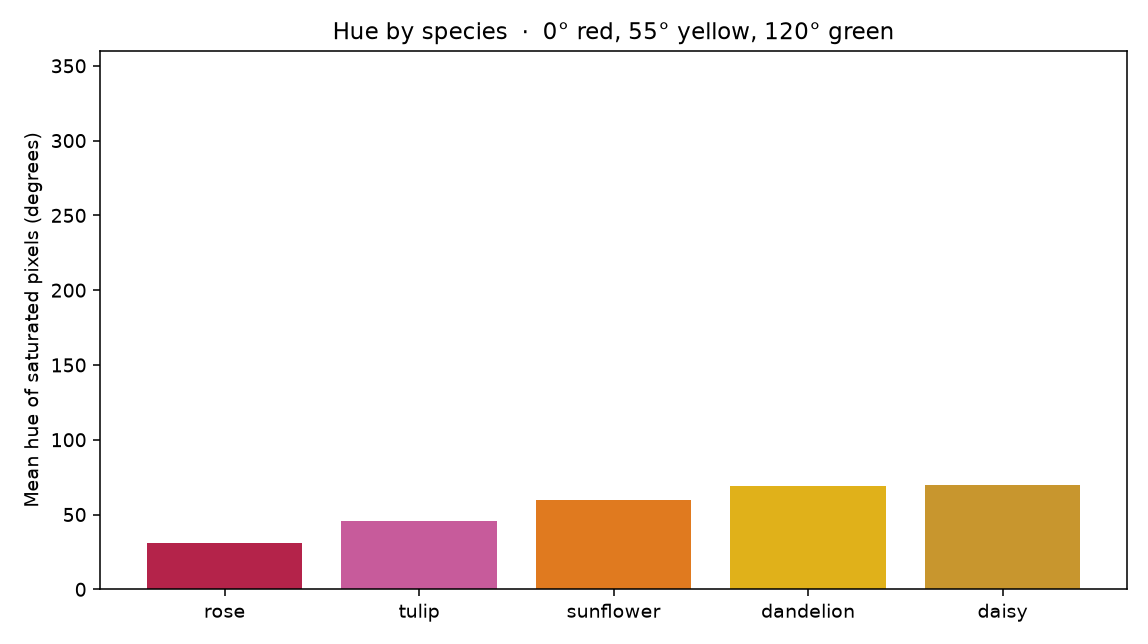 Hue by species · 0° red, 55° yellow, 120° green
Mean hue of saturated pixels (degrees)
350
300
250
200
150
100
50
0
rose
tulip
sunflower
dandelion
daisy